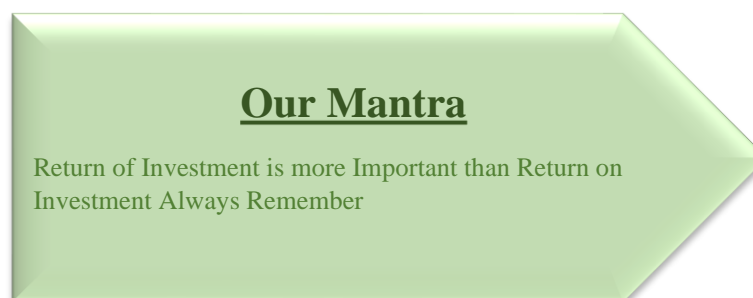 Our Mantra
Return of Investment is more Important than Return on
Investment Always Remember